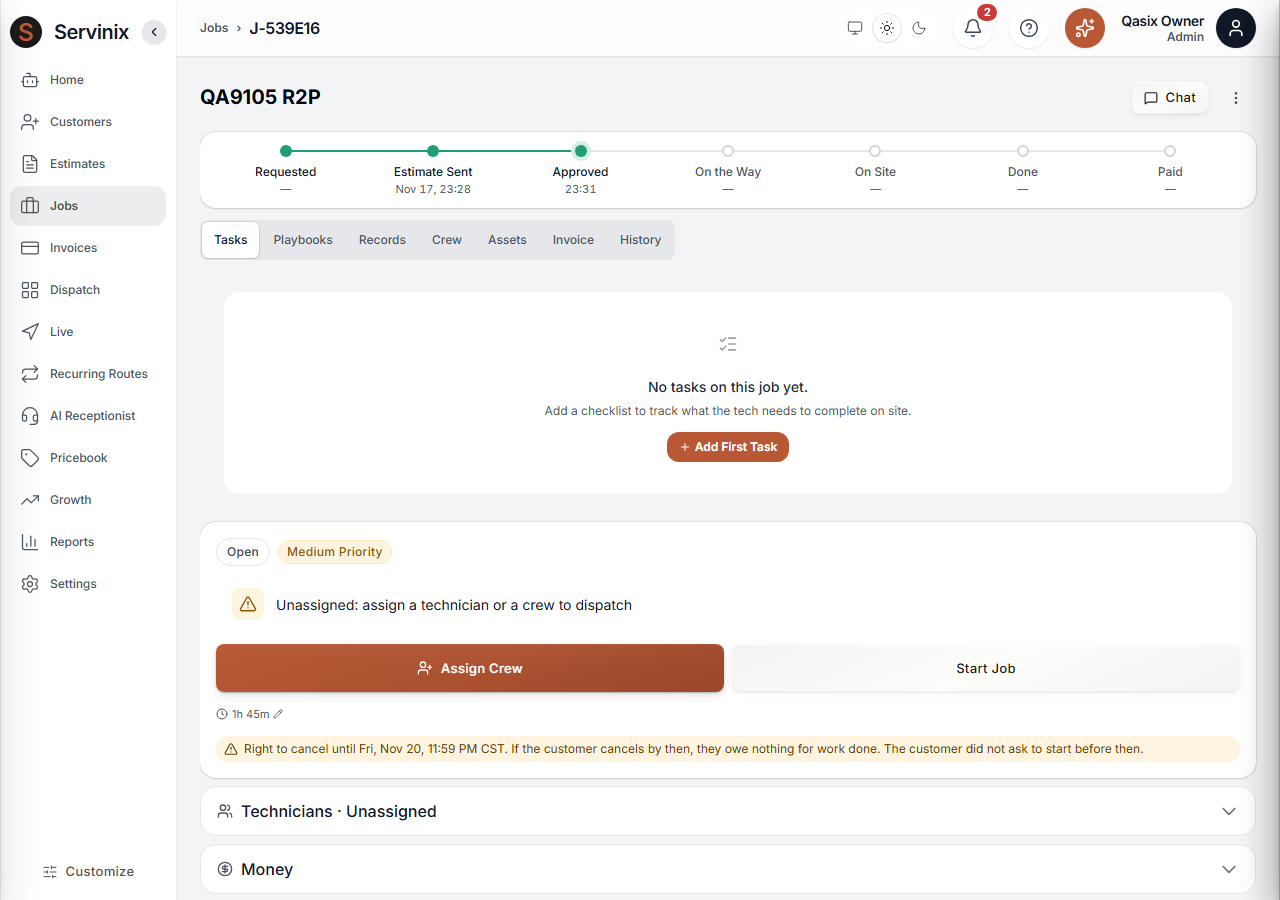 S Servinix
Jobs › J-539E16
2
Qasix Owner
Admin
Home
Customers
Estimates
Jobs
Invoices
Dispatch
Live
Recurring Routes
AI Receptionist
Pricebook
Growth
Reports
Settings
Customize
QA9105 R2P
Chat
Requested Estimate Sent Approved On the Way On Site Done Paid
— Nov 17, 23:28 23:31 — — — —
Tasks Playbooks Records Crew Assets Invoice History
No tasks on this job yet.
Add a checklist to track what the tech needs to complete on site.
+ Add First Task
Open Medium Priority
Unassigned: assign a technician or a crew to dispatch
Assign Crew Start Job
1h 45m
Right to cancel until Fri, Nov 20, 11:59 PM CST. If the customer cancels by then, they owe nothing for work done. The customer did not ask to start before then.
Technicians · Unassigned
Money